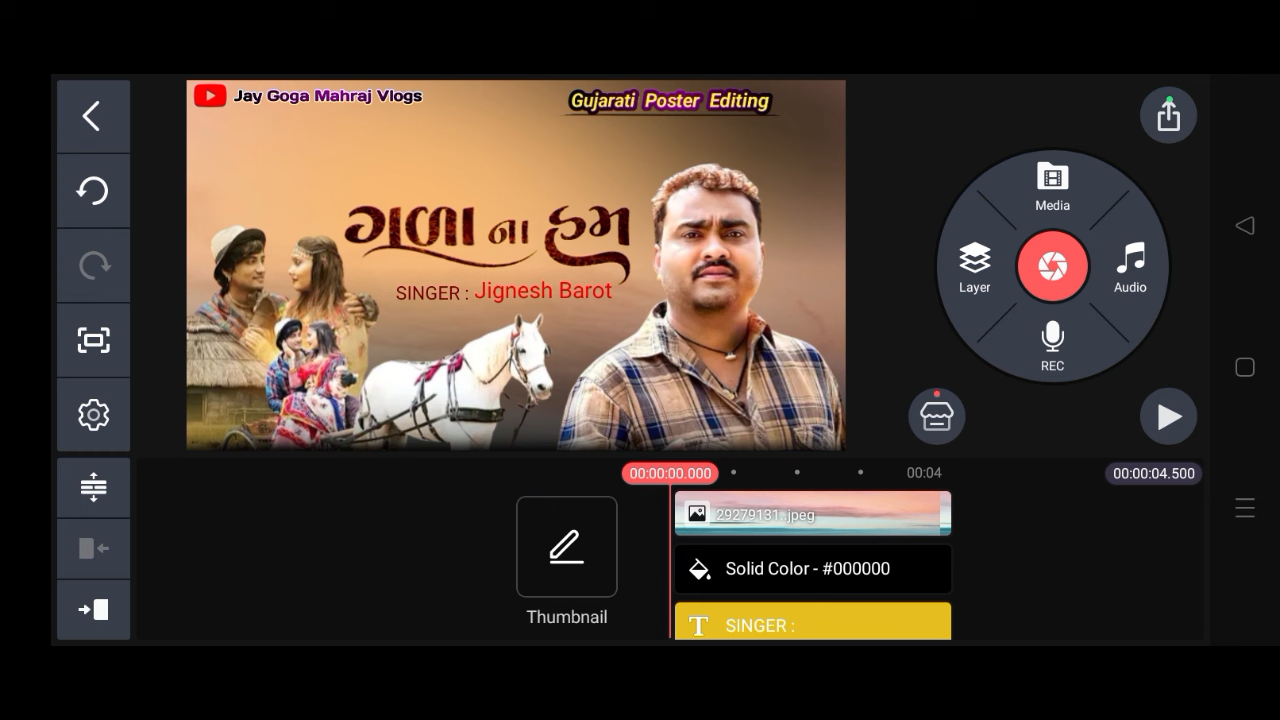 Jay Goga Mahraj Vlogs
Gujarati Poster Editing
ગળા ના હમ
SINGER : Jignesh Barot
Media
Layer
Audio
REC
00:00:00.000
00:04
00:00:04.500
29279131.jpeg
Solid Color - #000000
Thumbnail
SINGER :